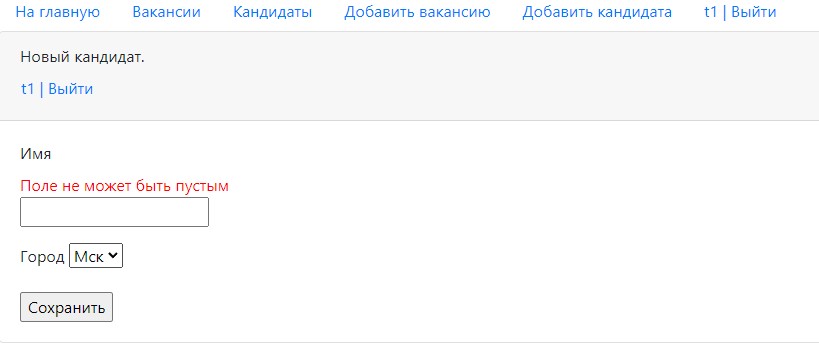 На главную Вакансии Кандидаты Добавить вакансию Добавить кандидата t1 | Выйти
Новый кандидат.
t1 | Выйти
Имя
Поле не может быть пустым
Город Мск
Сохранить